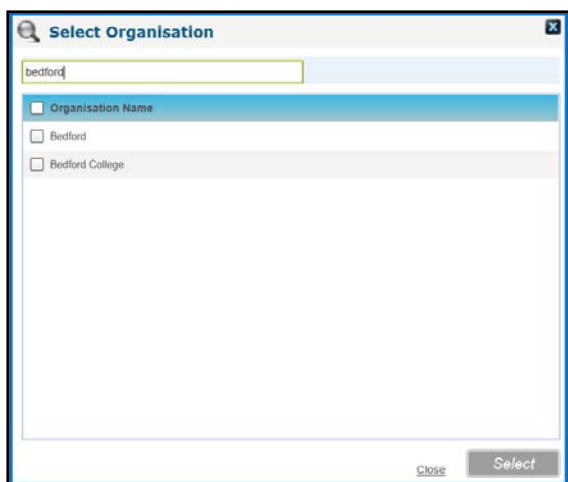 Select Organisation
bedford
Organisation Name
Bedford
Bedford College
Close
Select